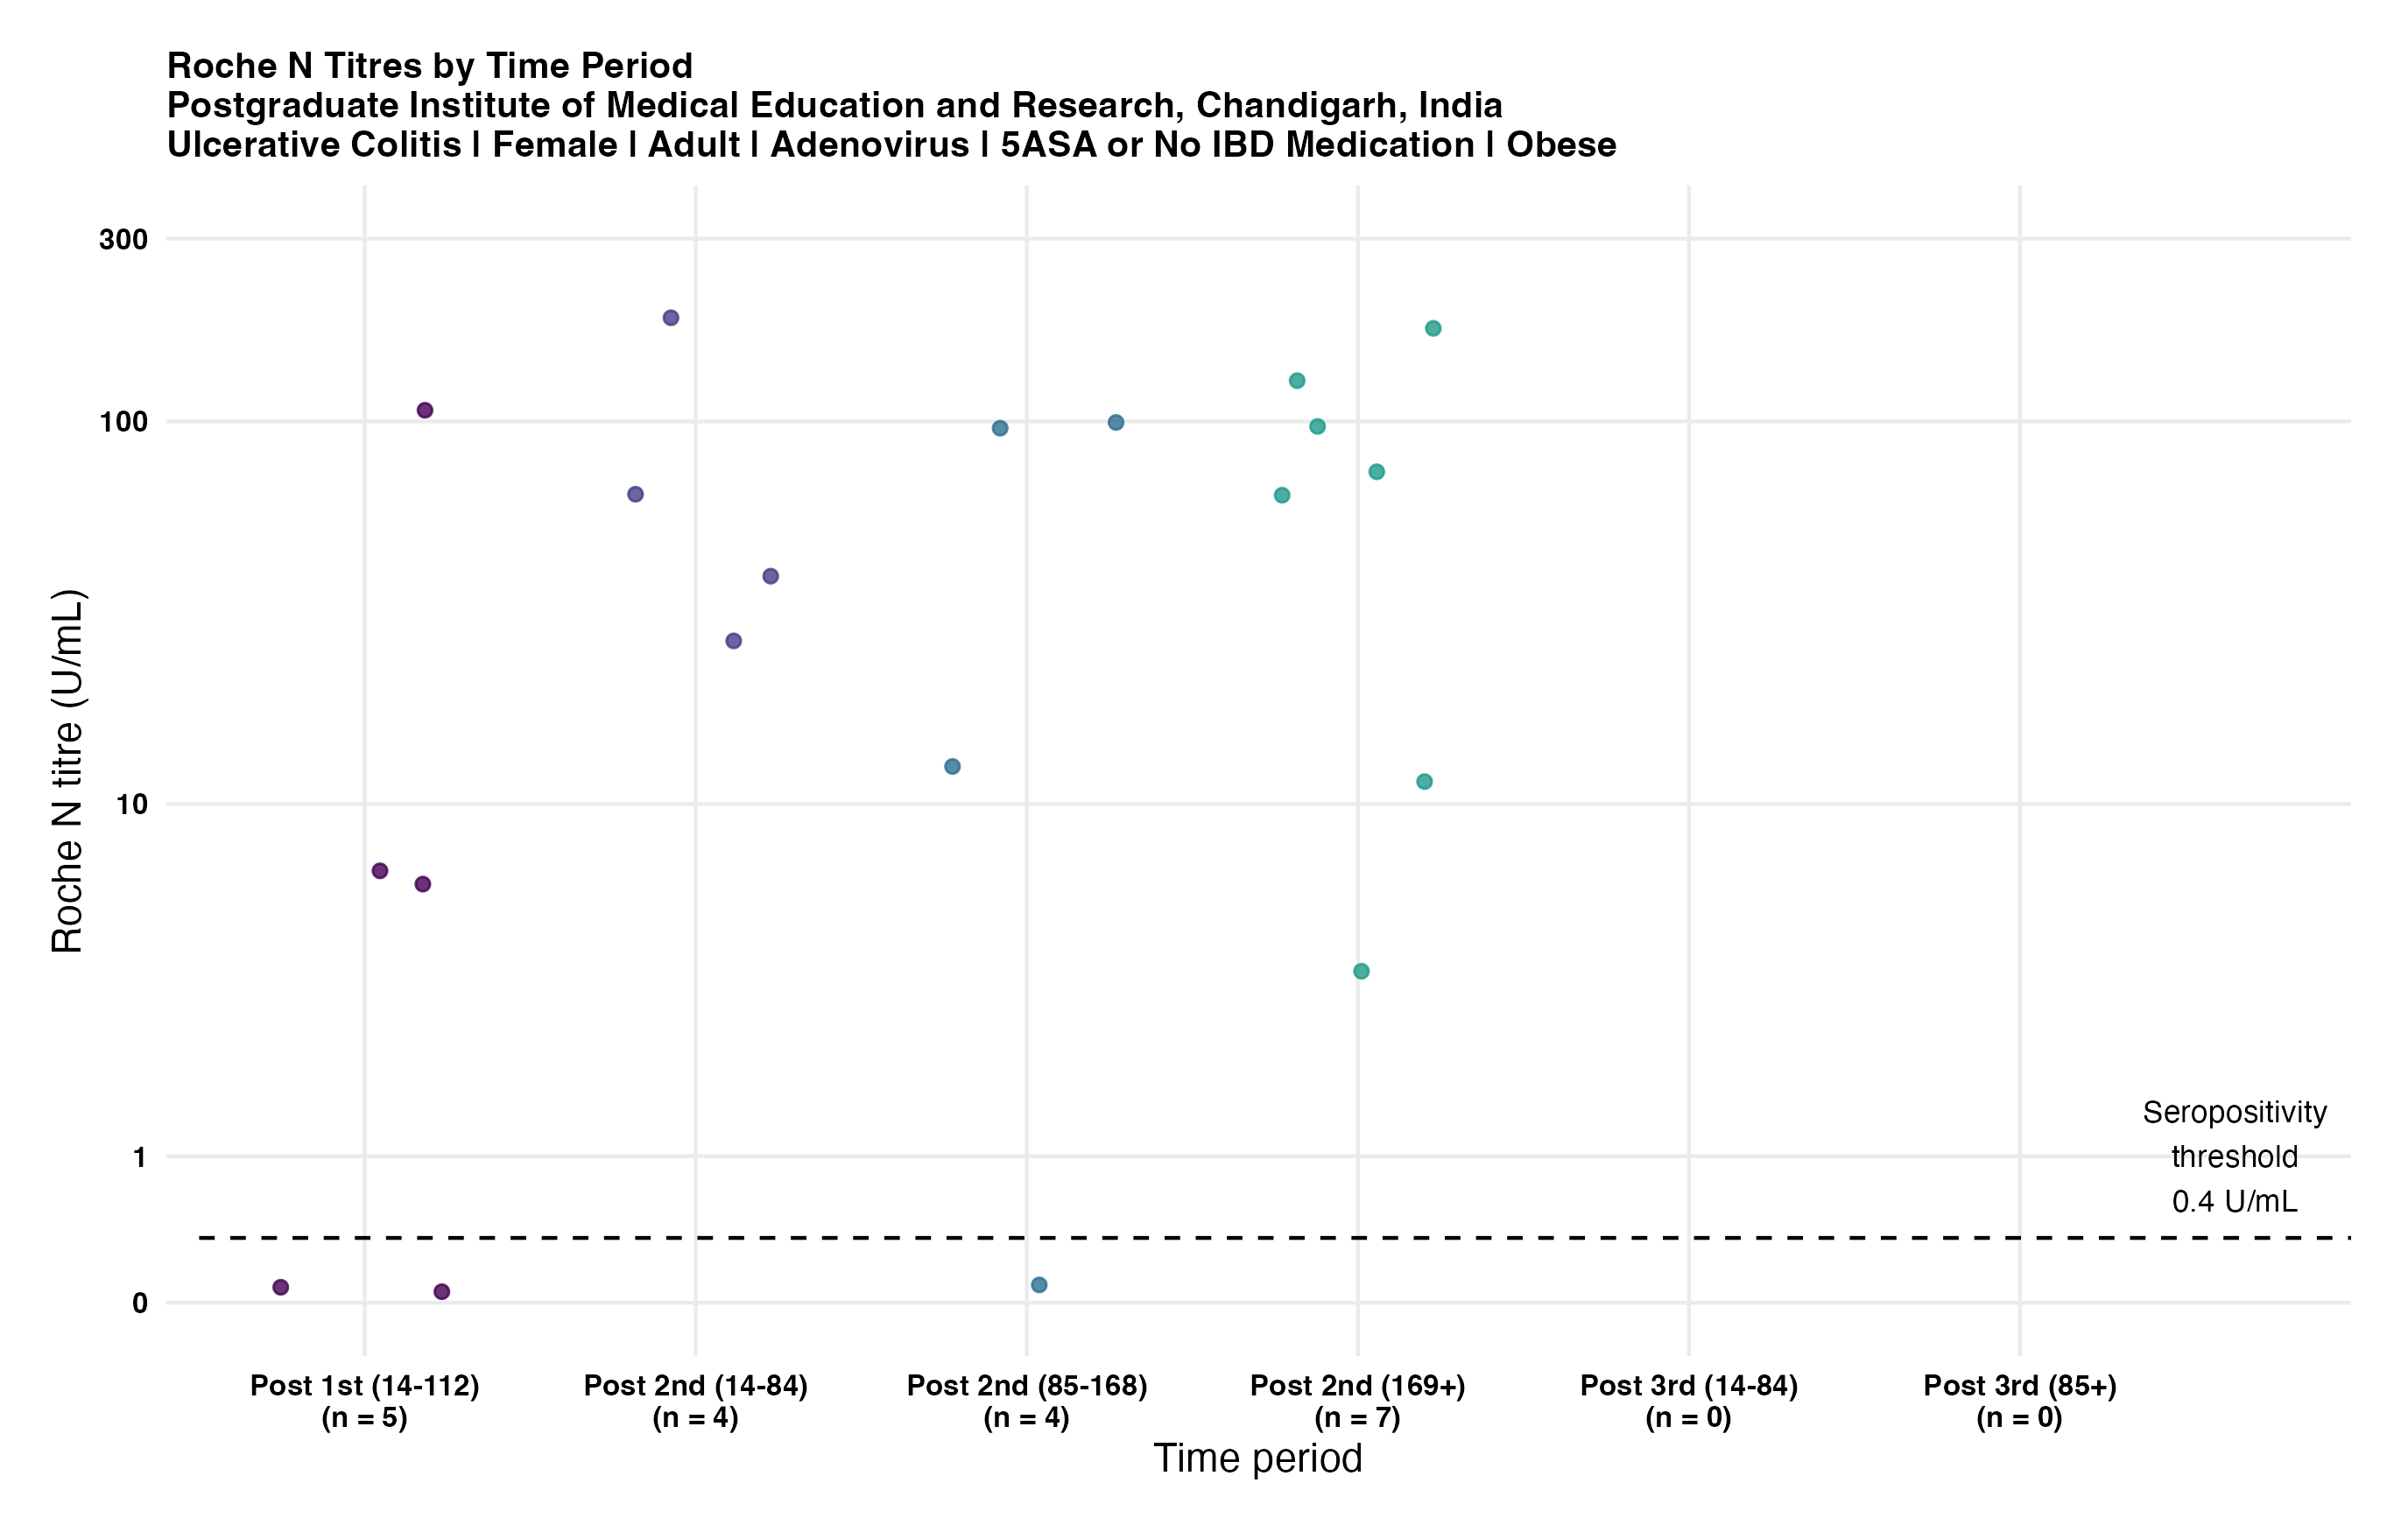 Roche N Titres by Time Period
Postgraduate Institute of Medical Education and Research, Chandigarh, India
Ulcerative Colitis | Female | Adult | Adenovirus | 5ASA or No IBD Medication | Obese
Roche N titre (U/mL)
300
100
10
1
0
Seropositivity
threshold
0.4 U/mL
Post 1st (14-112)
(n = 5)
Post 2nd (14-84)
(n = 4)
Post 2nd (85-168)
(n = 4)
Post 2nd (169+)
(n = 7)
Post 3rd (14-84)
(n = 0)
Post 3rd (85+)
(n = 0)
Time period